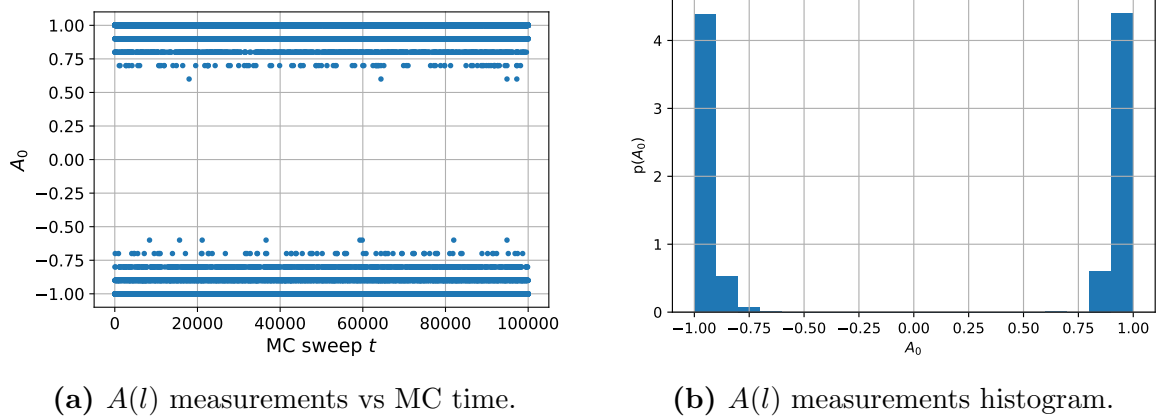 1.00
0.75
0.50
0.25
0.00
−0.25
−0.50
−0.75
−1.00
A₀
0 20000 40000 60000 80000 100000
MC sweep t
4
3
2
1
0
p(A₀)
−1.00 −0.75 −0.50 −0.25 0.00 0.25 0.50 0.75 1.00
A₀
(a) A(l) measurements vs MC time.
(b) A(l) measurements histogram.